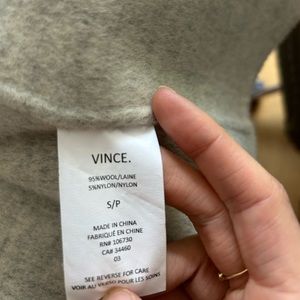 VINCE.
95%WOOL/LAINE
5%NYLON/NYLON
S/P
MADE IN CHINA
FABRIQUÉ EN CHINE
RN# 106730
CA# 34460
03
SEE REVERSE FOR CARE
VOIR AU VERSO POUR LES SOINS